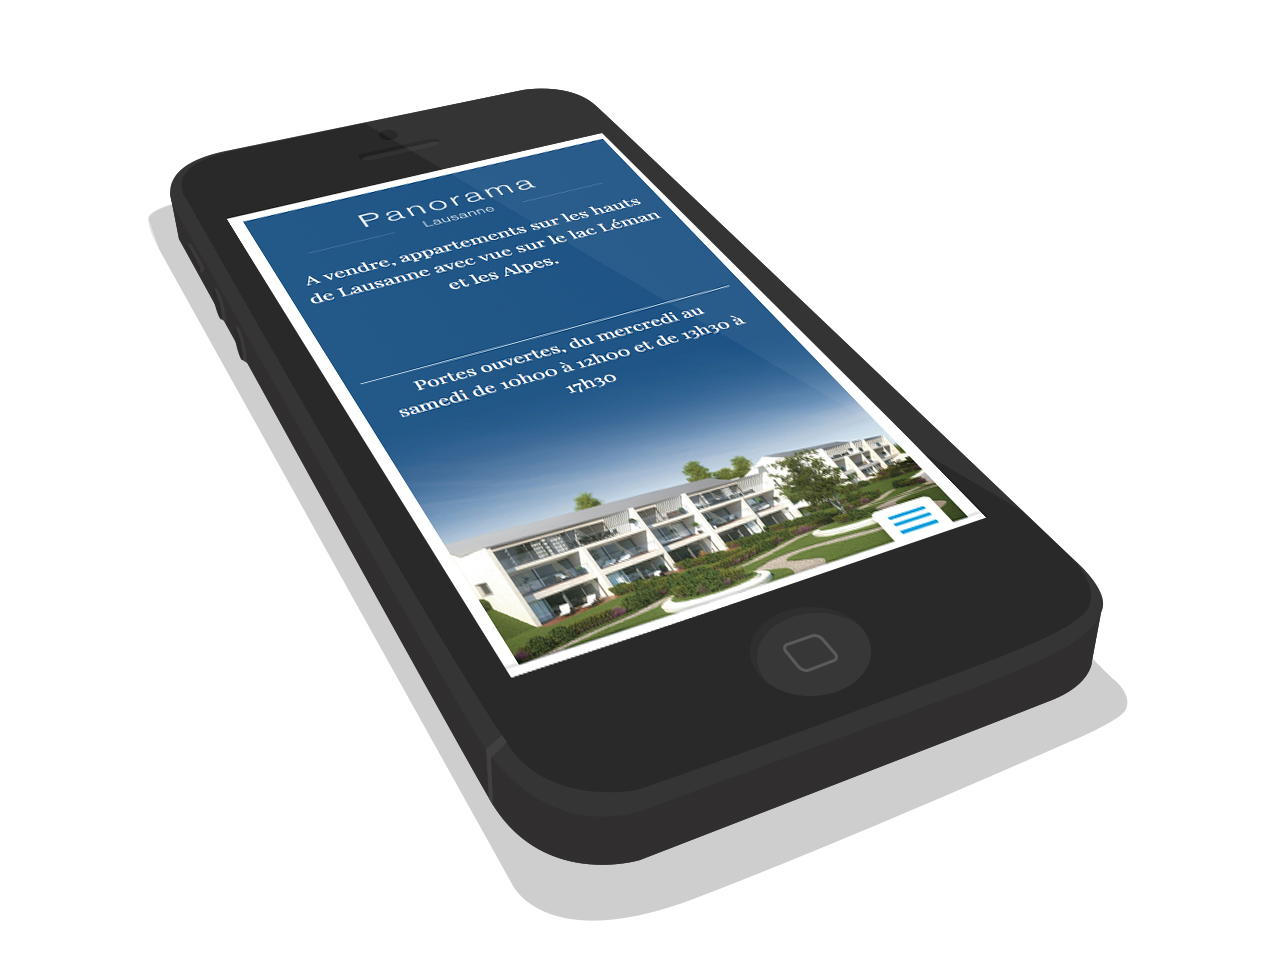 Panorama
Lausanne
A vendre, appartements sur les hauts
de Lausanne avec vue sur le lac Léman
et les Alpes.
Portes ouvertes, du mercredi au
samedi de 10h00 à 12h00 et de 13h30 à
17h30